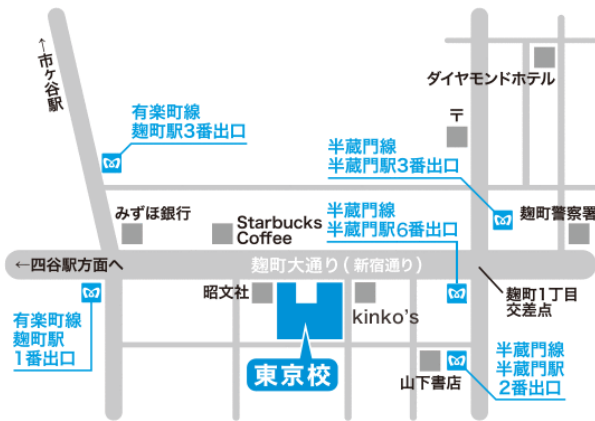 ←市ヶ谷駅
ダイヤモンドホテル
〒
有楽町線
麹町駅3番出口
半蔵門線
半蔵門駅3番出口
みずほ銀行
Starbucks
Coffee
半蔵門線
半蔵門駅6番出口
麹町警察署
←四谷駅方面へ
麹町大通り(新宿通り)
昭文社
kinko's
麹町1丁目
交差点
有楽町線
麹町駅
1番出口
東京校
山下書店
半蔵門線
半蔵門駅
2番出口